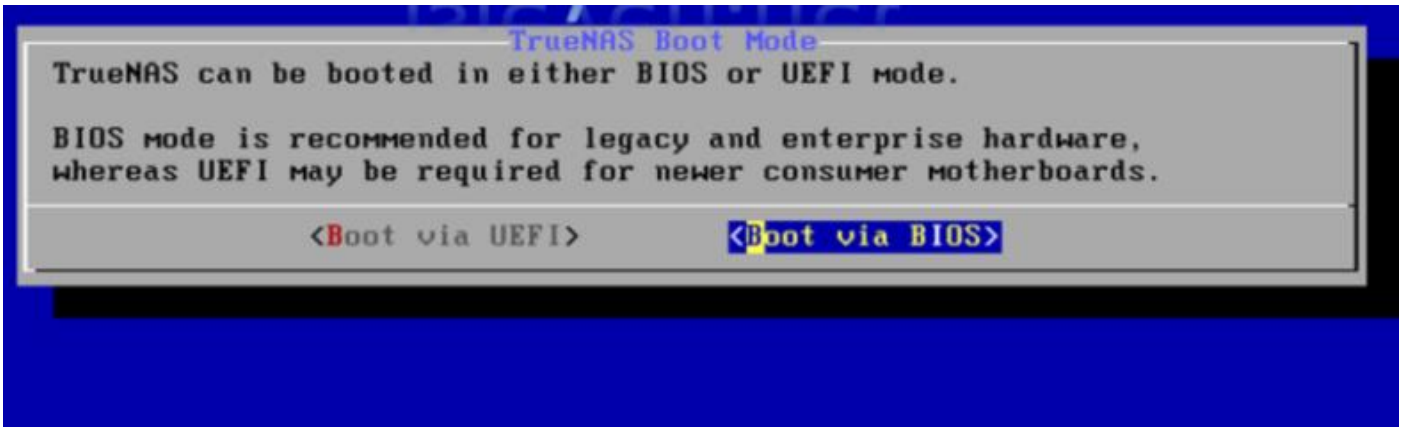 TrueNAS Boot Mode
TrueNAS can be booted in either BIOS or UEFI mode.
BIOS mode is recommended for legacy and enterprise hardware,
whereas UEFI may be required for newer consumer motherboards.
<Boot via UEFI> <Boot via BIOS>